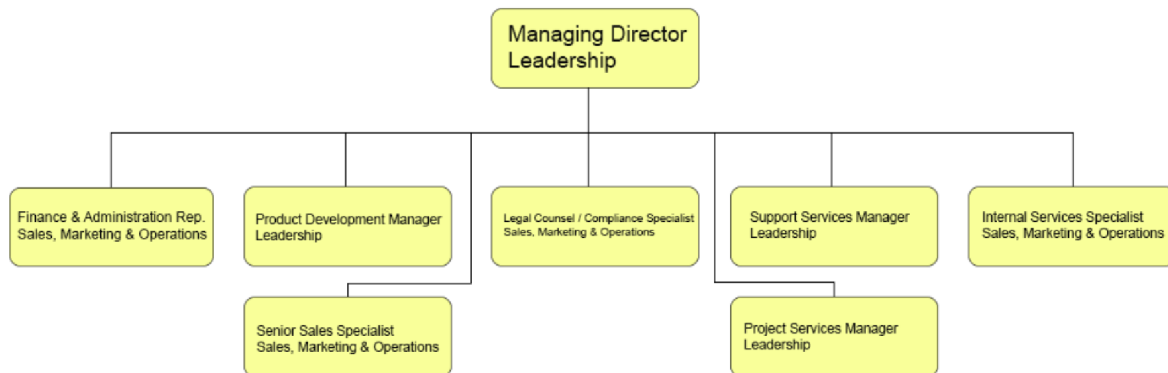 Managing Director
Leadership
Finance & Administration Rep.
Sales, Marketing & Operations
Product Development Manager
Leadership
Legal Counsel / Compliance Specialist
Sales, Marketing & Operations
Support Services Manager
Leadership
Internal Services Specialist
Sales, Marketing & Operations
Senior Sales Specialist
Sales, Marketing & Operations
Project Services Manager
Leadership